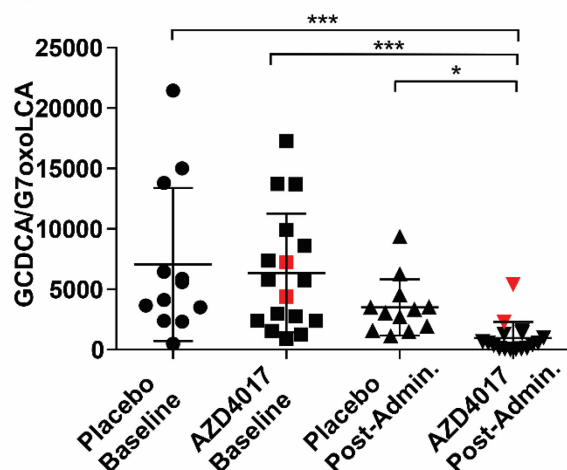 ***
***
*
25000
20000
15000
10000
5000
0
GCDCA/G7oxoLCA
Placebo
Baseline
AZD4017
Baseline
Placebo
Post-Admin.
AZD4017
Post-Admin.